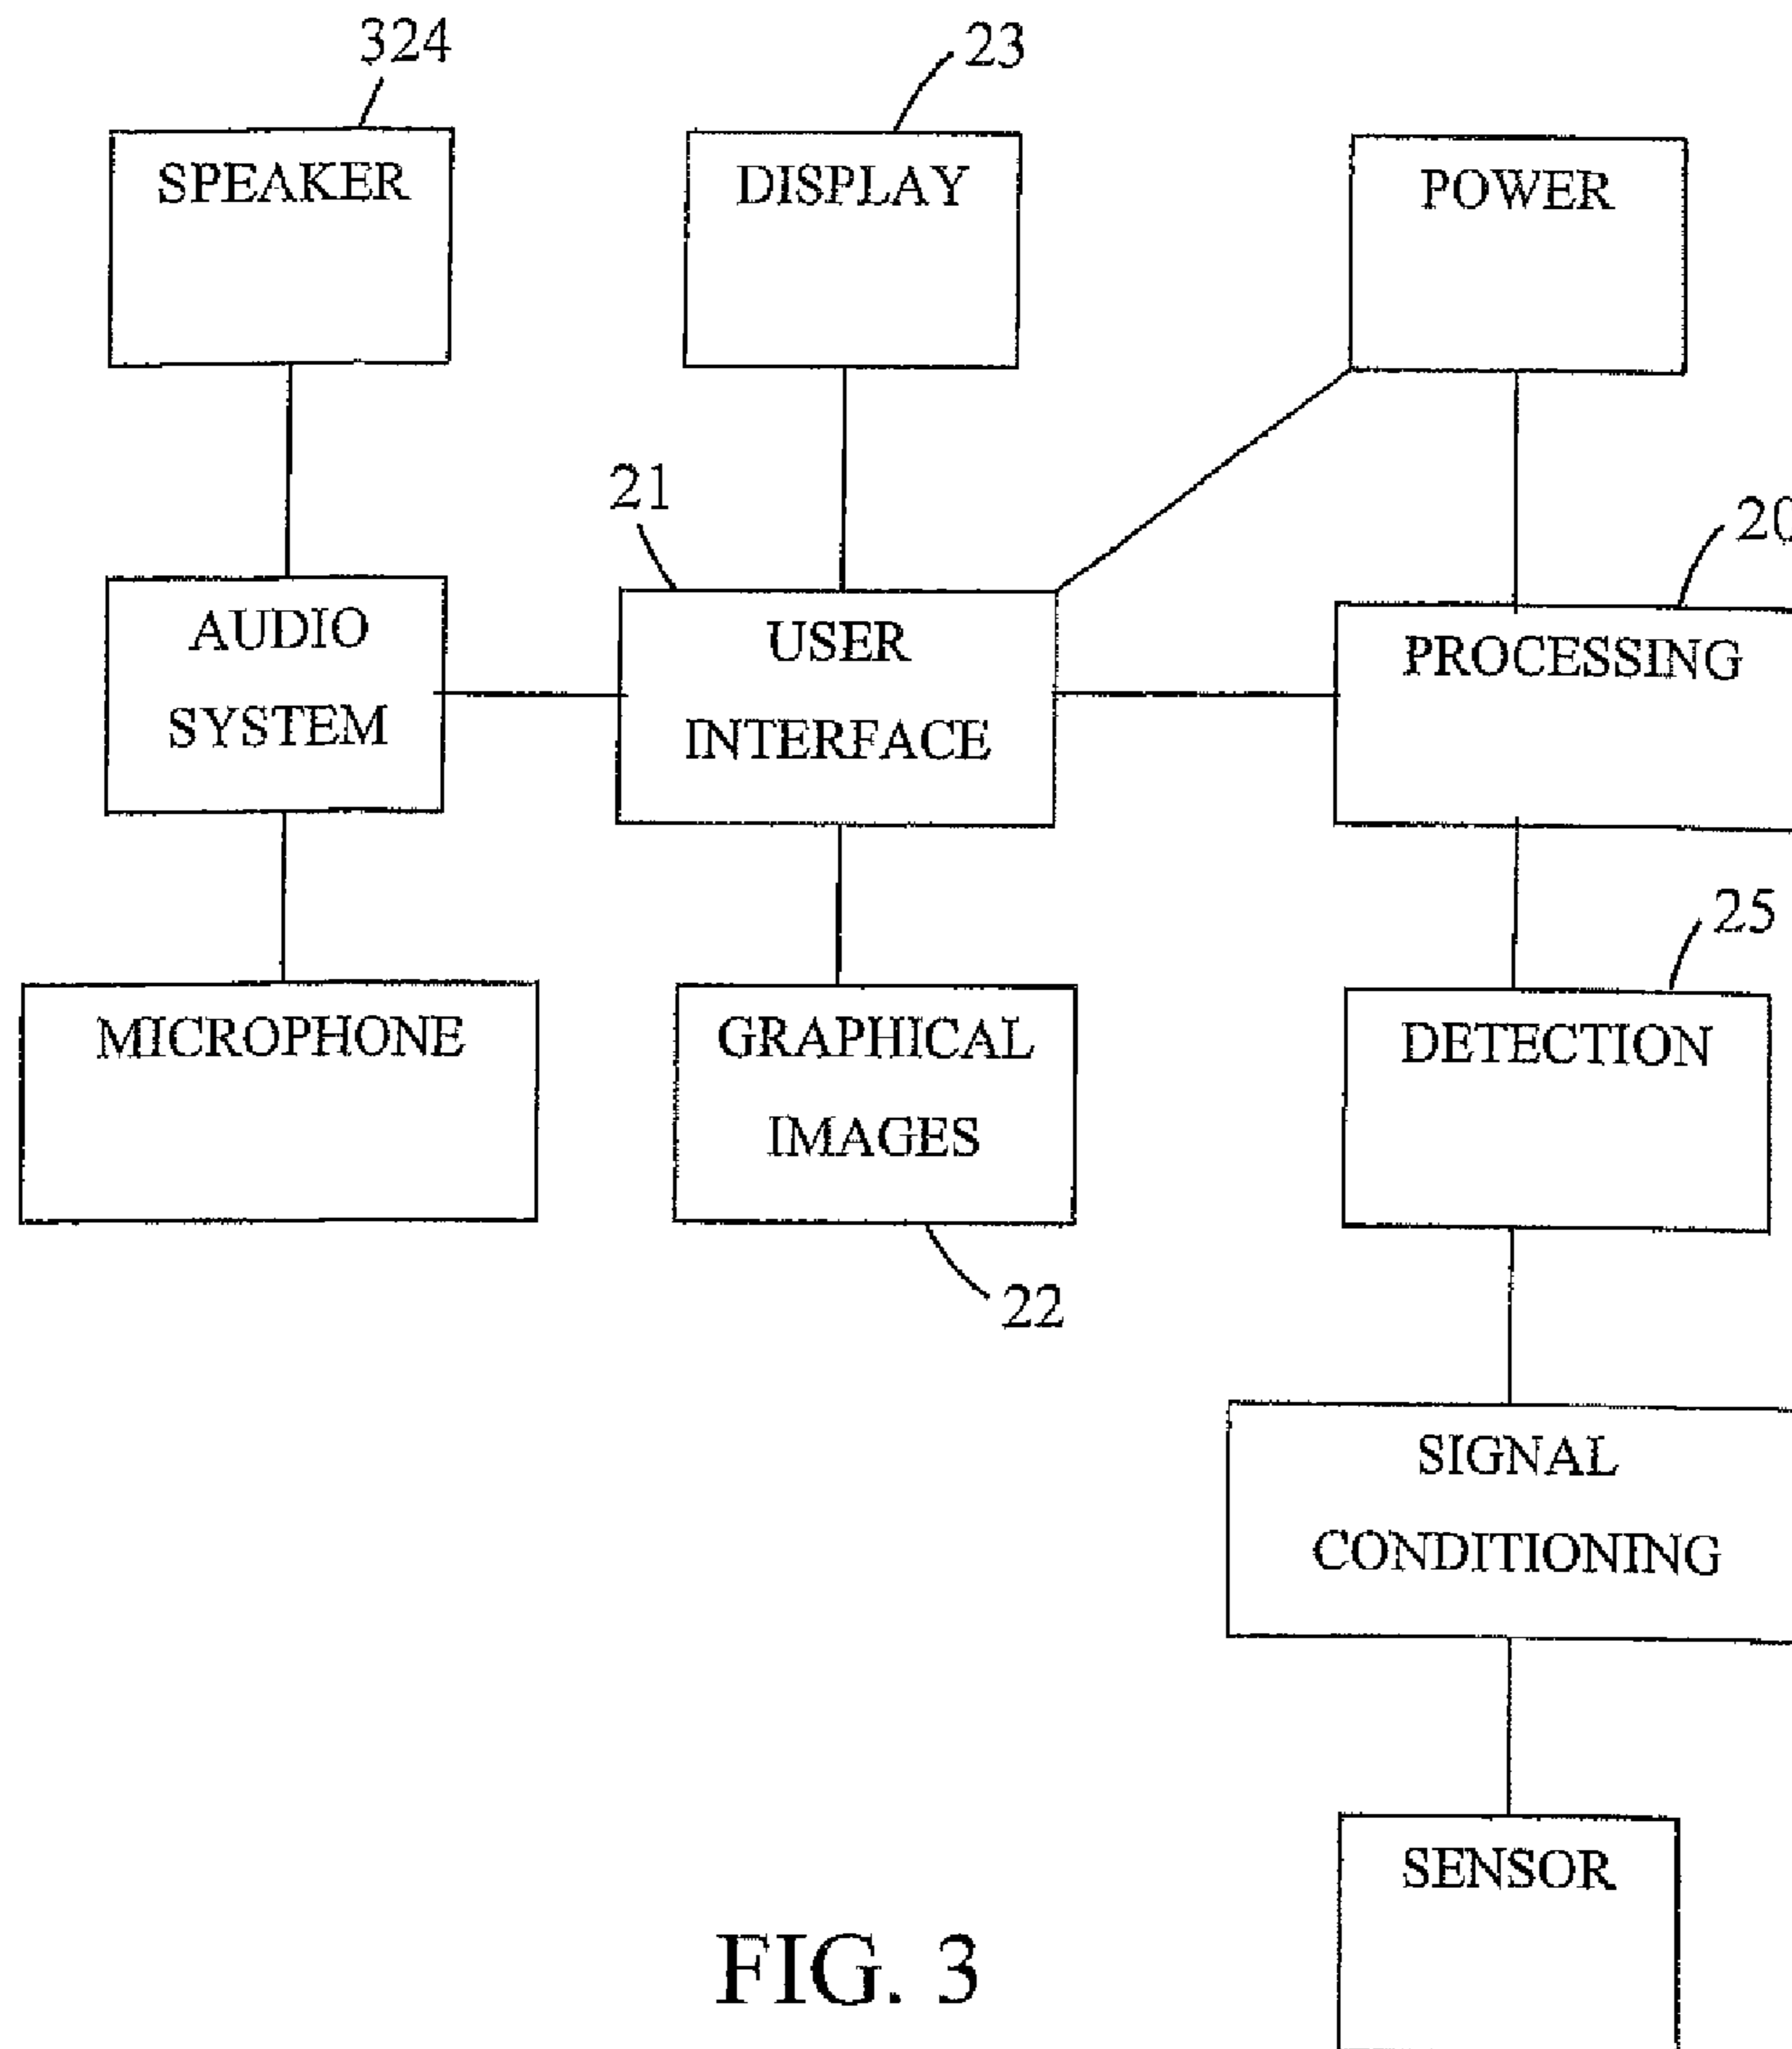 324
23
SPEAKER
DISPLAY
POWER
21
20
AUDIO
SYSTEM
USER
INTERFACE
PROCESSING
25
MICROPHONE
GRAPHICAL
IMAGES
DETECTION
22
SIGNAL
CONDITIONING
SENSOR
FIG. 3